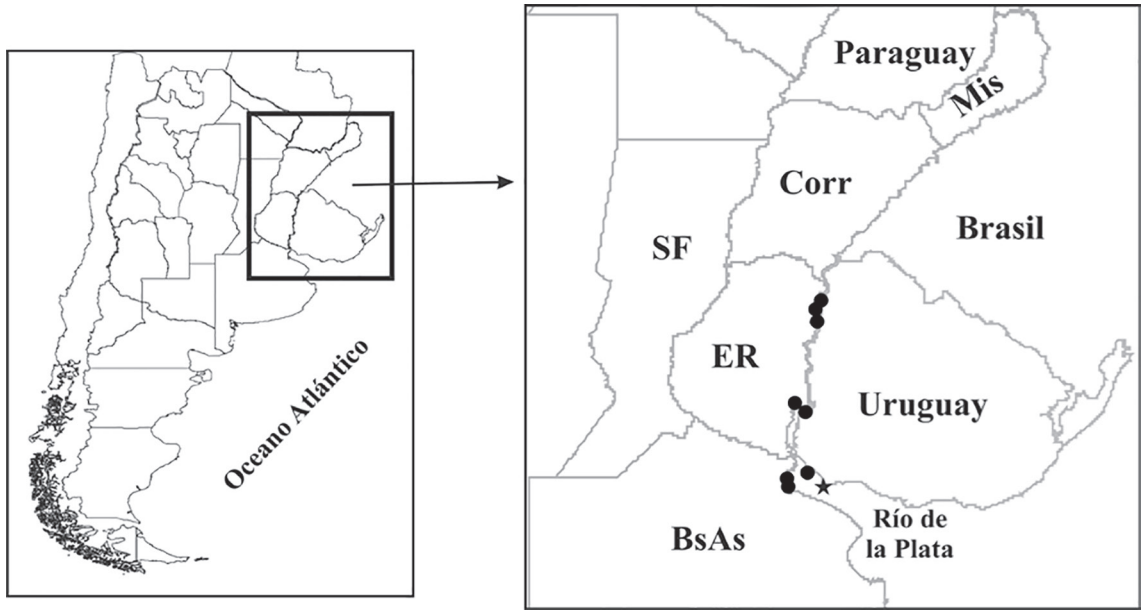 Oceano Atlántico
Paraguay
Mis
Corr
Brasil
SF
ER
Uruguay
Río de
la Plata
BsAs